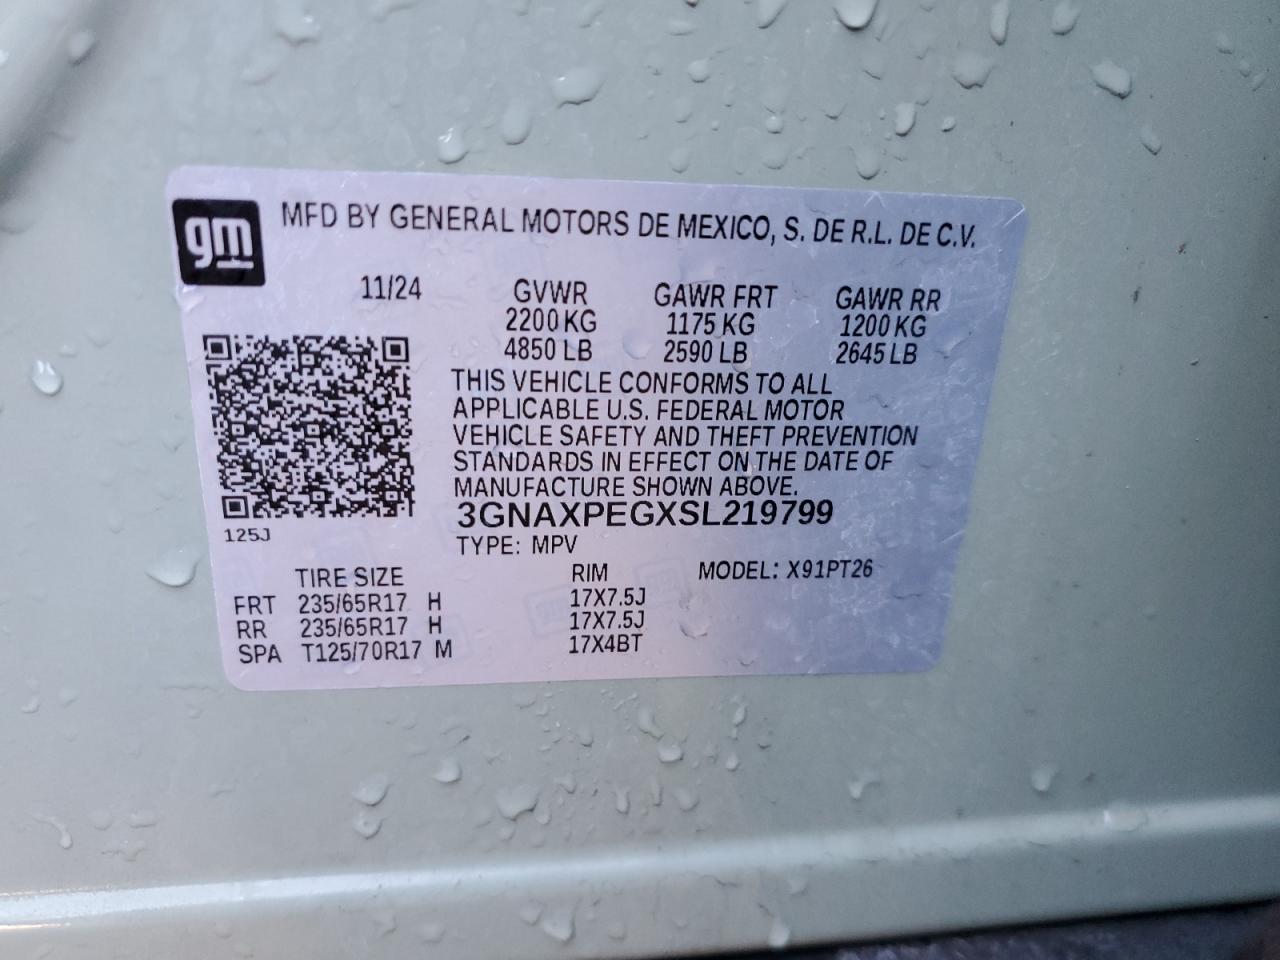 gm
MFD BY GENERAL MOTORS DE MEXICO, S. DE R.L. DE C.V.
11/24 GVWR GAWR FRT GAWR RR
2200 KG 1175 KG 1200 KG
4850 LB 2590 LB 2645 LB
THIS VEHICLE CONFORMS TO ALL
APPLICABLE U.S. FEDERAL MOTOR
VEHICLE SAFETY AND THEFT PREVENTION
STANDARDS IN EFFECT ON THE DATE OF
MANUFACTURE SHOWN ABOVE.
3GNAXPEGXSL219799
125J
TYPE: MPV
TIRE SIZE RIM MODEL: X91PT26
FRT 235/65R17 H 17X7.5J
RR 235/65R17 H 17X7.5J
SPA T125/70R17 M 17X4BT